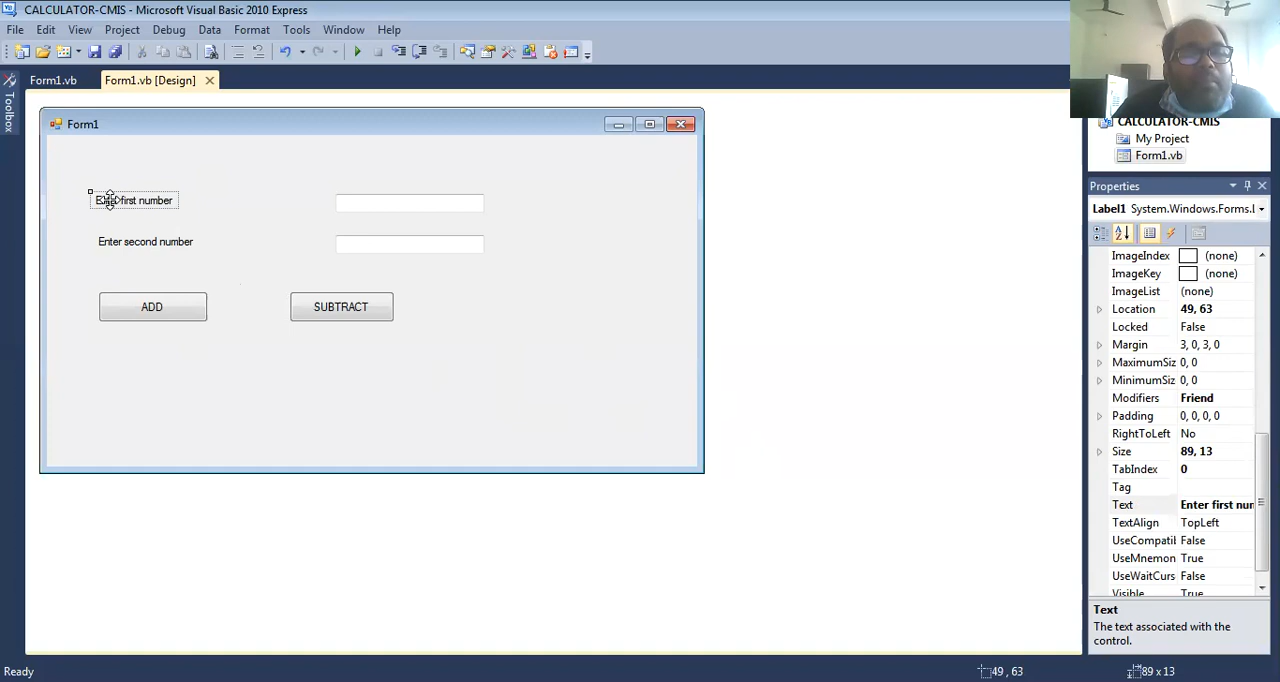 CALCULATOR-CMIS - Microsoft Visual Basic 2010 Express
File Edit View Project Debug Data Format Tools Window Help
Form1.vb Form1.vb [Design]
Toolbox
Form1
first number
Enter second number
ADD SUBTRACT
CALCULATOR-CMIS
My Project
Form1.vb
Properties
Label1 System.Windows.Forms.
ImageIndex (none)
ImageKey (none)
ImageList (none)
Location 49, 63
Locked False
Margin 3, 0, 3, 0
MaximumSiz 0, 0
MinimumSiz 0, 0
Modifiers Friend
Padding 0, 0, 0, 0
RightToLeft No
Size 89, 13
TabIndex 0
Tag
Text Enter first nun
TextAlign TopLeft
UseCompatil False
UseMnemon True
UseWaitCurs False
Visible True
Text
The text associated with the
control.
Ready 49 , 63 89 x 13